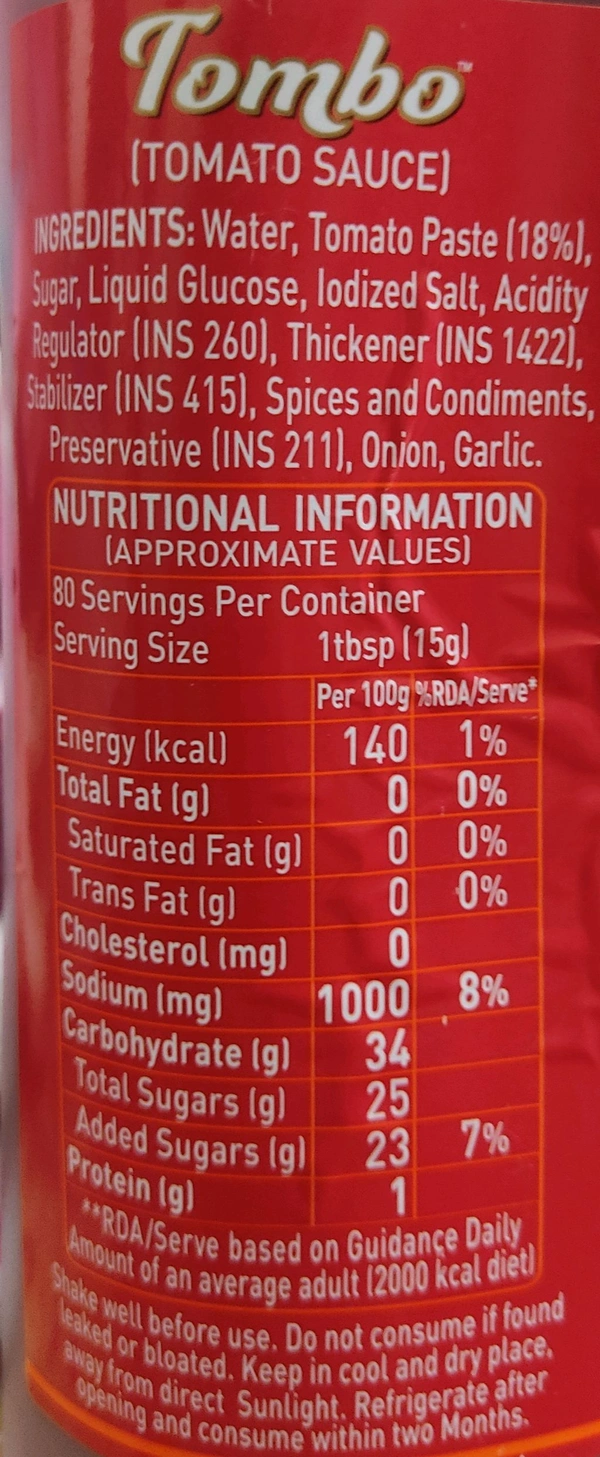 Tombo™
(TOMATO SAUCE)
INGREDIENTS: Water, Tomato Paste (18%),
Sugar, Liquid Glucose, Iodized Salt, Acidity
Regulator (INS 260), Thickener (INS 1422),
Stabilizer (INS 415), Spices and Condiments,
Preservative (INS 211), Onion, Garlic.
NUTRITIONAL INFORMATION
(APPROXIMATE VALUES)
80 Servings Per Container
Serving Size 1tbsp (15g)
Per 100g %RDA/Serve*
Energy (kcal) 140 1%
Total Fat (g) 0 0%
Saturated Fat (g) 0 0%
Trans Fat (g) 0 0%
Cholesterol (mg) 0
Sodium (mg) 1000 8%
Carbohydrate (g) 34
Total Sugars (g) 25
Added Sugars (g) 23 7%
Protein (g) 1
**RDA/Serve based on Guidance Daily
Amount of an average adult (2000 kcal diet)
Shake well before use. Do not consume if found
leaked or bloated. Keep in cool and dry place,
away from direct Sunlight. Refrigerate after
opening and consume within two Months.